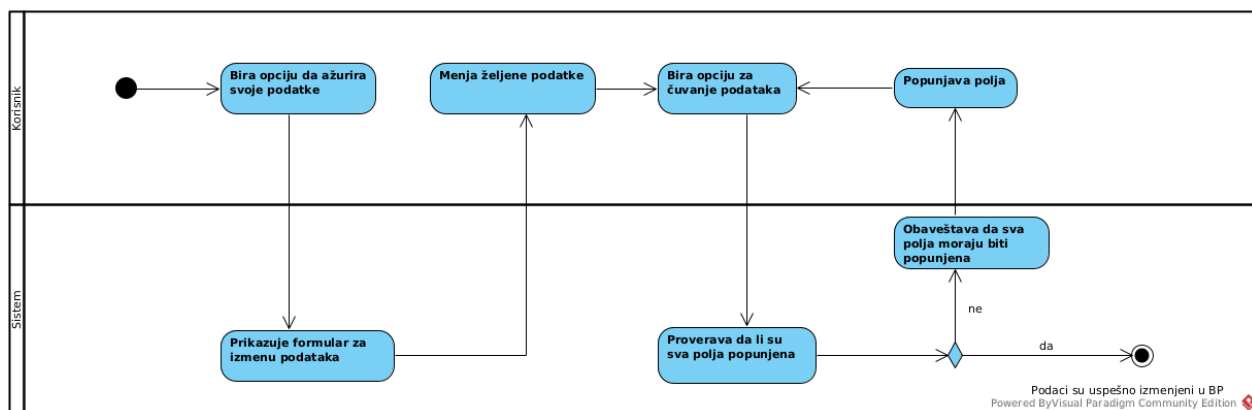 Korisnik
Bira opciju da ažurira
svoje podatke
Menja željene podatke
Bira opciju za
čuvanje podataka
Popunjava polja
Sistem
Obaveštava da sva
polja moraju biti
popunjena
ne
Prikazuje formular za
izmenu podataka
Proverava da li su
sva polja popunjena
da
Podaci su uspešno izmenjeni u BP
Powered ByVisual Paradigm Community Edition